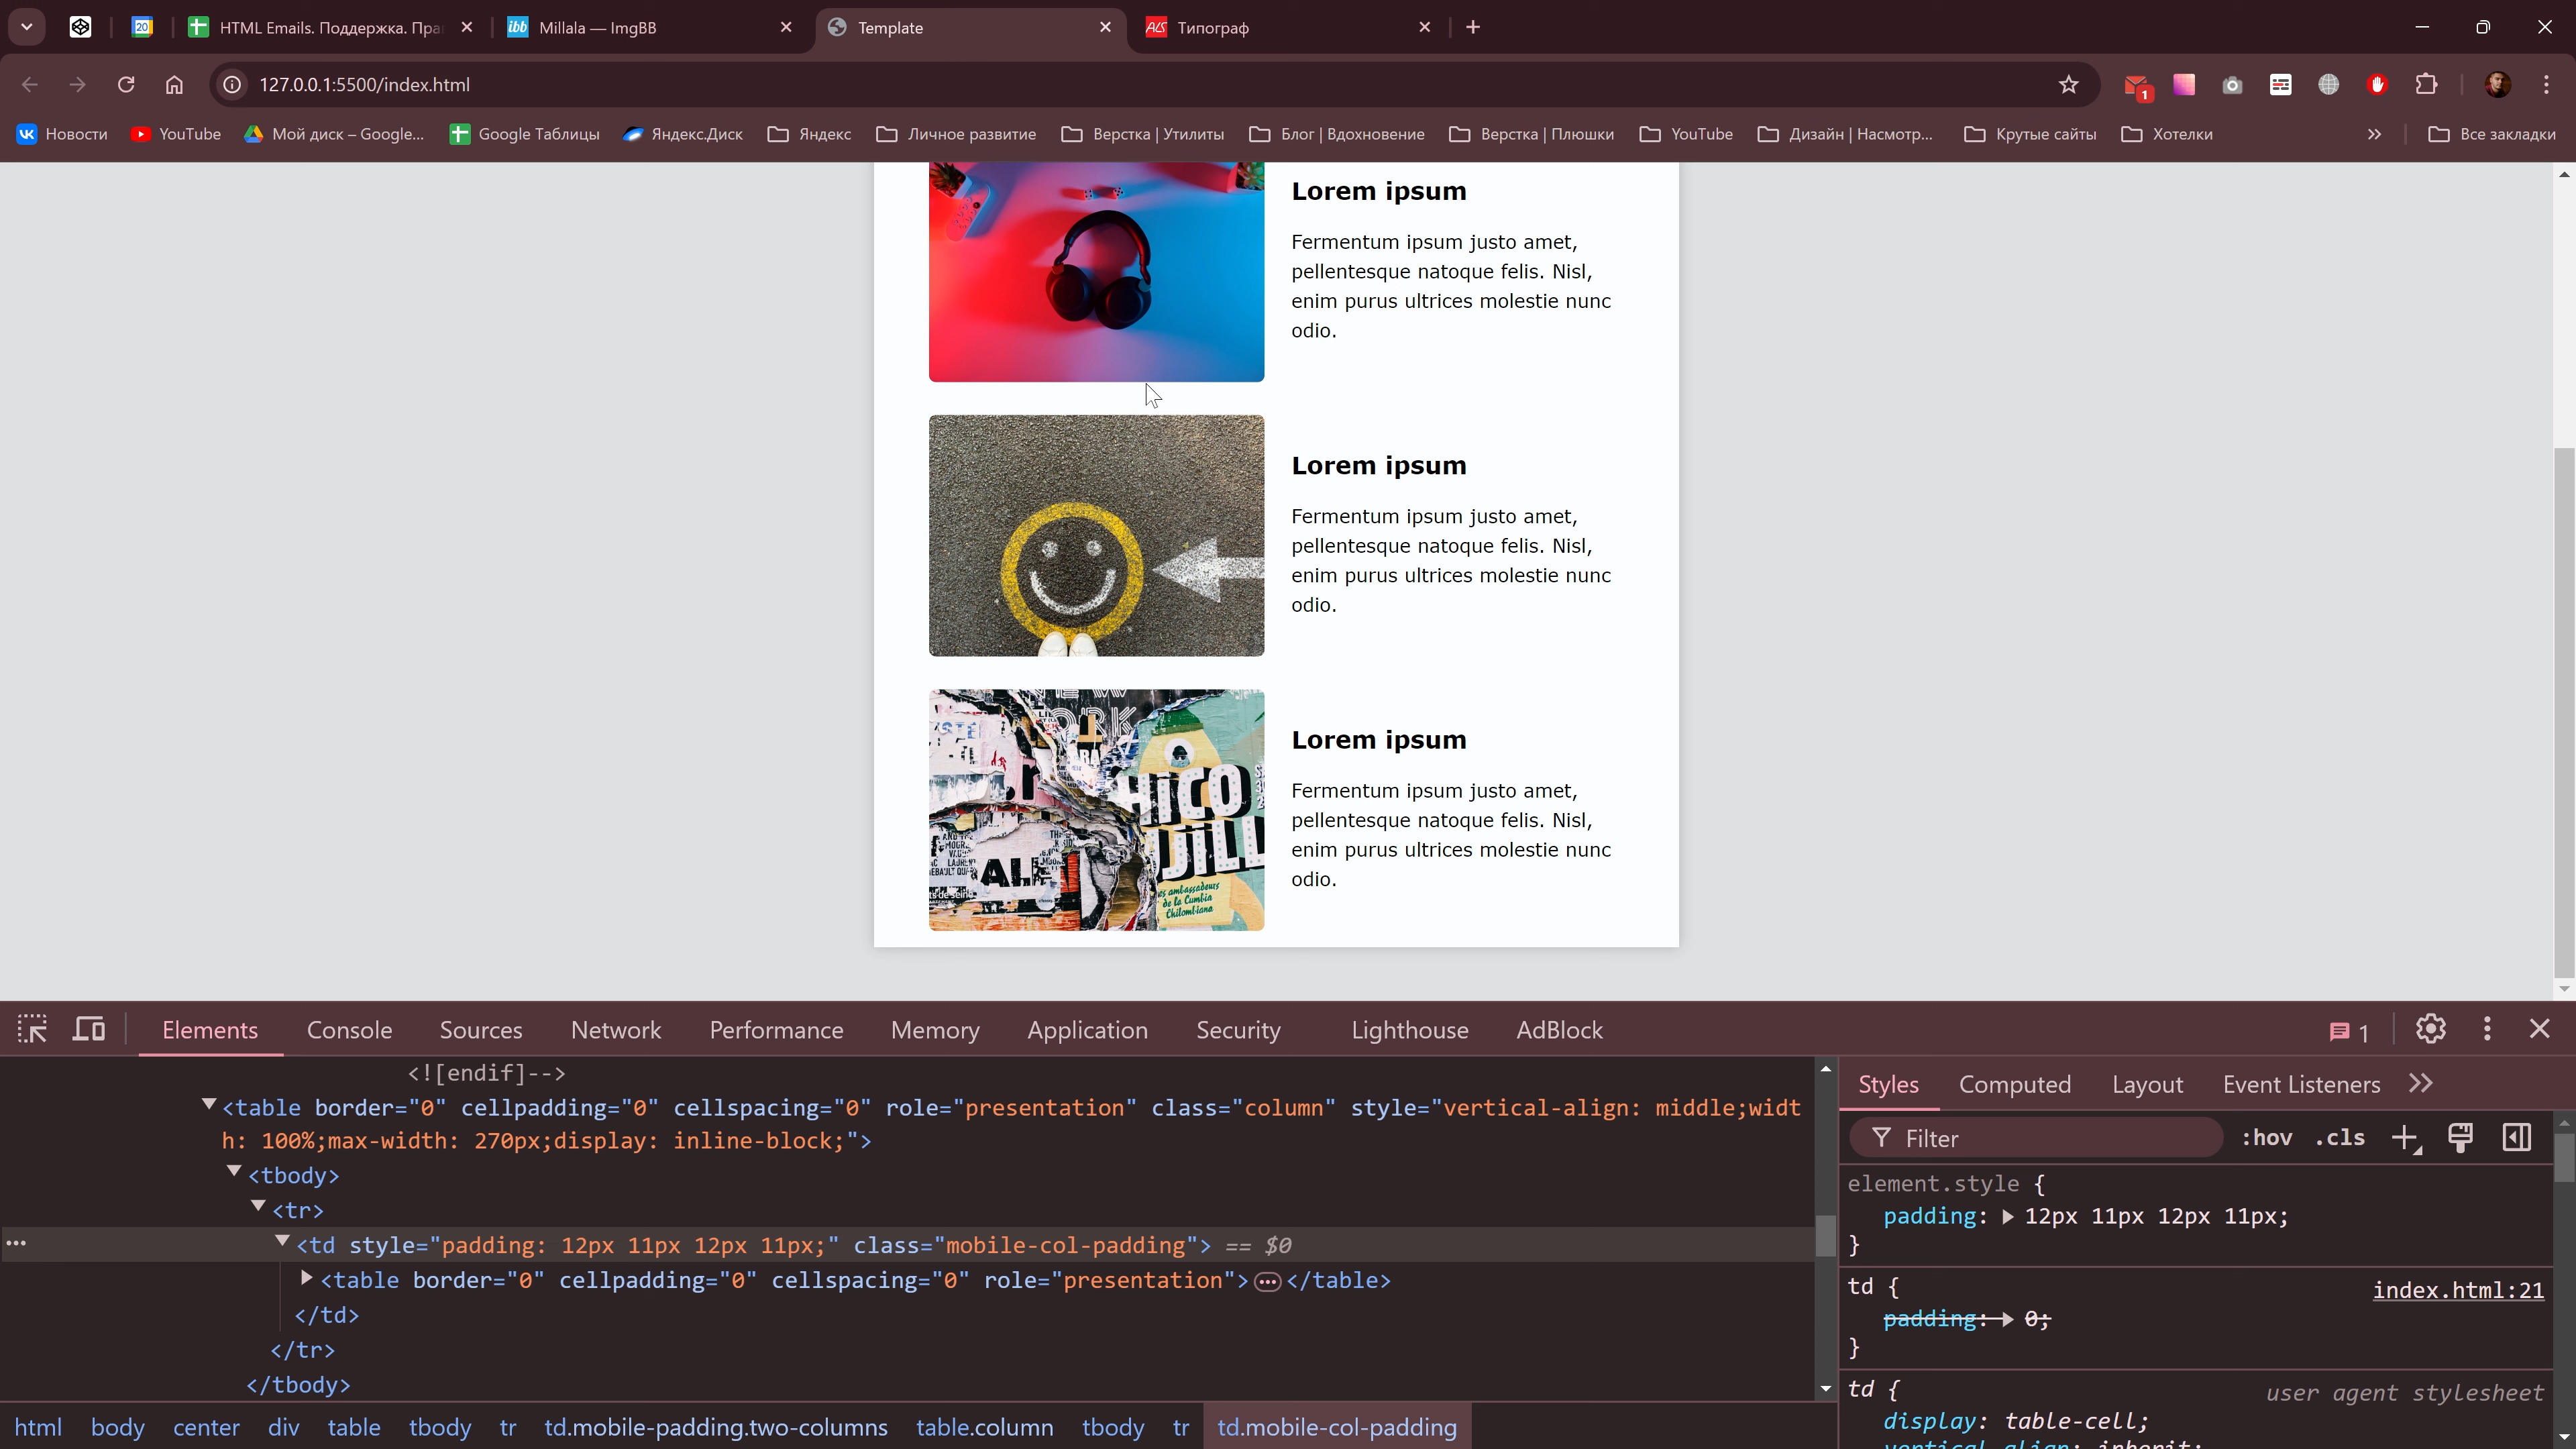 HTML Emails. Поддержка. Пра
Millala — ImgBB
Template
Типограф
127.0.0.1:5500/index.html
1
Новости
YouTube
Мой диск – Google...
Google Таблицы
Яндекс.Диск
Яндекс
Личное развитие
Верстка | Утилиты
Блог | Вдохновение
Верстка | Плюшки
YouTube
Дизайн | Насмотр...
Крутые сайты
Хотелки
Все закладки
Lorem ipsum
Fermentum ipsum justo amet,
pellentesque natoque felis. Nisl,
enim purus ultrices molestie nunc
odio.
Lorem ipsum
Fermentum ipsum justo amet,
pellentesque natoque felis. Nisl,
enim purus ultrices molestie nunc
odio.
Lorem ipsum
Fermentum ipsum justo amet,
pellentesque natoque felis. Nisl,
enim purus ultrices molestie nunc
odio.
Elements
Console
Sources
Network
Performance
Memory
Application
Security
Lighthouse
AdBlock
1
<![endif]-->
<table border="0" cellpadding="0" cellspacing="0" role="presentation" class="column" style="vertical-align: middle;widt
h: 100%;max-width: 270px;display: inline-block;">
<tbody>
<tr>
<td style="padding: 12px 11px 12px 11px;" class="mobile-col-padding"> == $0
<table border="0" cellpadding="0" cellspacing="0" role="presentation">…</table>
</td>
</tr>
</tbody>
html body center div table tbody tr td.mobile-padding.two-columns table.column tbody tr td.mobile-col-padding
Styles
Computed
Layout
Event Listeners
Filter
:hov
.cls
element.style {
padding: 12px 11px 12px 11px;
}
td {
index.html:21
padding: 0;
}
td {
user agent stylesheet
display: table-cell;
vertical-align: inherit;